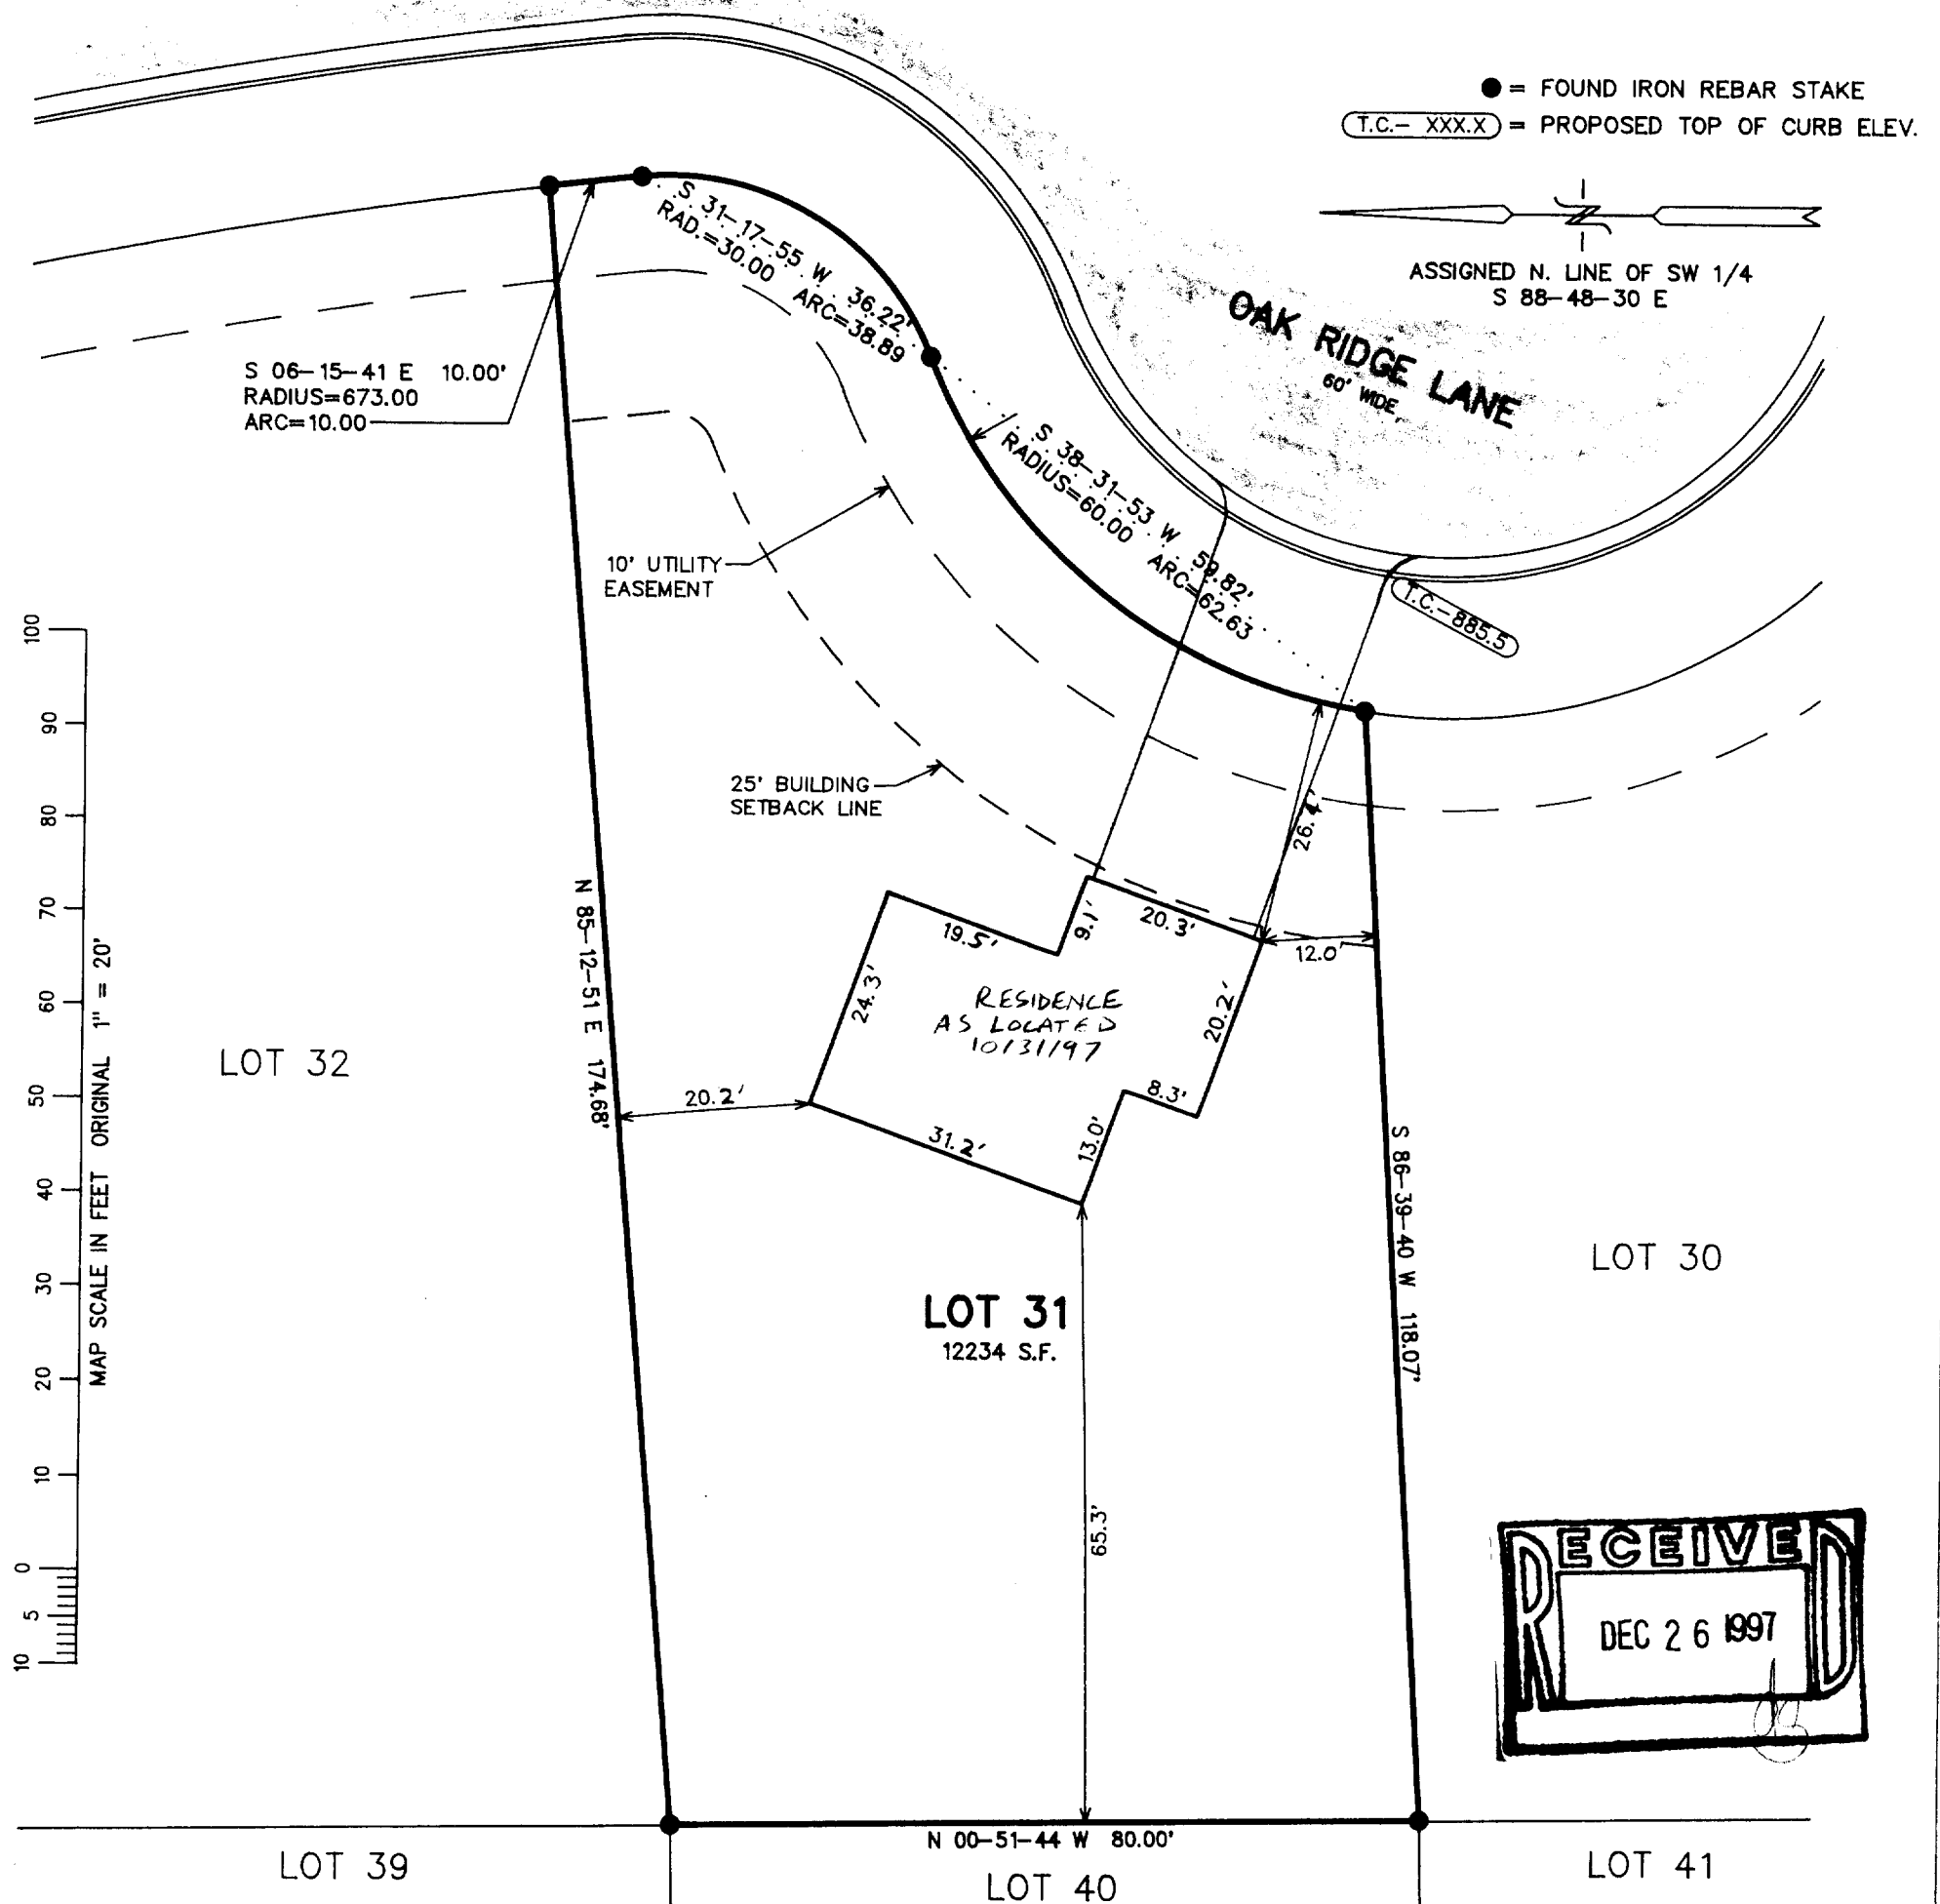 ● = FOUND IRON REBAR STAKE
T.C.- XXX.X = PROPOSED TOP OF CURB ELEV.
ASSIGNED N. LINE OF SW 1/4
S 88-48-30 E
OAK RIDGE LANE
60' WIDE
S 31-17-55 W 36.22'
RAD.=30.00 ARC=38.89
S 06-15-41 E 10.00'
RADIUS=673.00
ARC=10.00
S 38-31-53 W 59.82'
RADIUS=60.00 ARC=62.63
T.C.-885.5
10' UTILITY
EASEMENT
25' BUILDING
SETBACK LINE
26.4'
N 85-12-51 E 174.68'
19.5'
9.1'
20.3'
12.0'
24.3'
RESIDENCE
AS LOCATED
10/31/97
20.2'
20.2'
8.3'
31.2'
13.0'
S 86-39-40 W 118.07'
LOT 32
LOT 30
LOT 31
12234 S.F.
65.3'
100
90
80
70
60
50
40
30
20
10
0
5
10
MAP SCALE IN FEET ORIGINAL 1" = 20'
RECEIVED
DEC 26 1997
N 00-51-44 W 80.00'
LOT 39
LOT 40
LOT 41